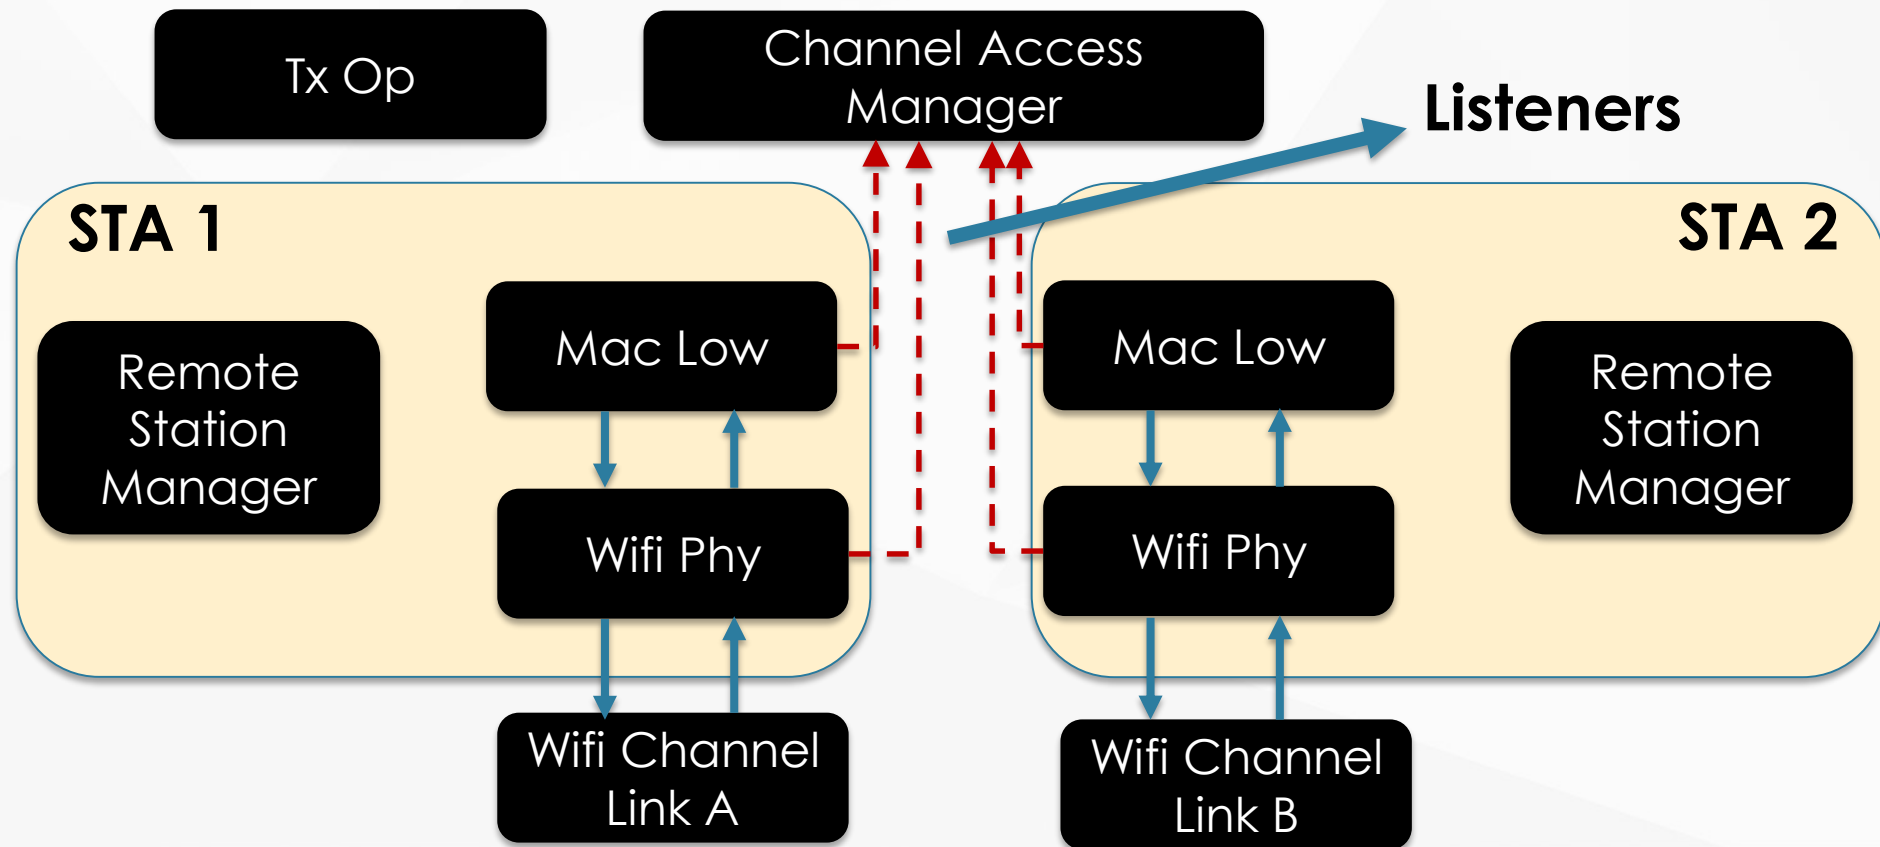 Tx Op
Channel Access
Manager
Listeners
STA 1
STA 2
Mac Low
Mac Low
Remote
Station
Manager
Remote
Station
Manager
Wifi Phy
Wifi Phy
Wifi Channel
Link A
Wifi Channel
Link B